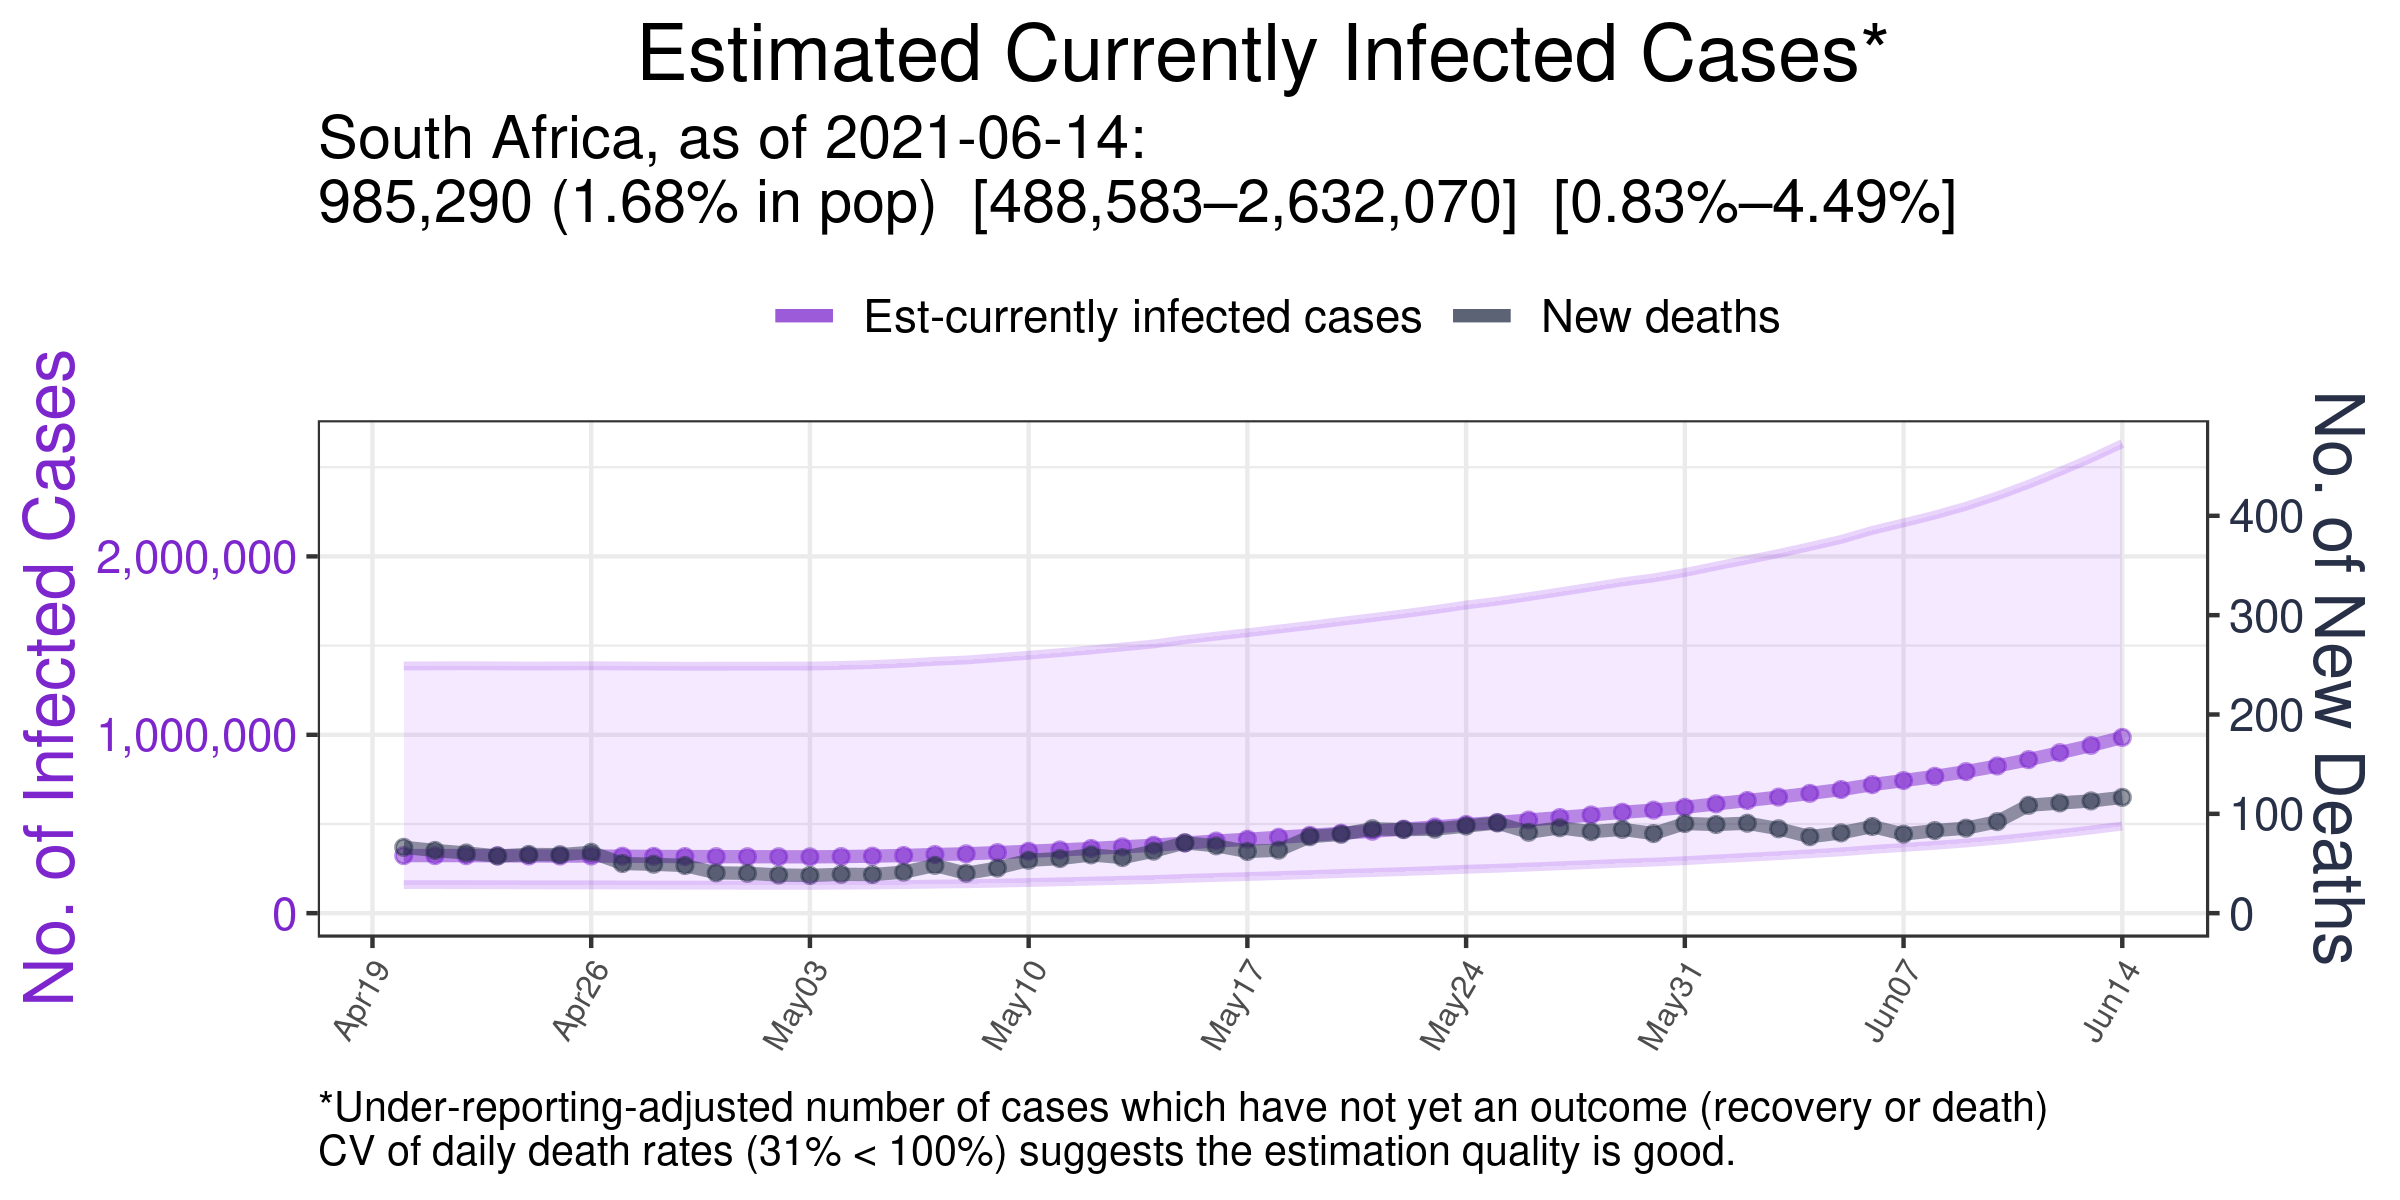 Estimated Currently Infected Cases*
South Africa, as of 2021-06-14:
985,290 (1.68% in pop) [488,583–2,632,070] [0.83%–4.49%]
Est-currently infected cases
New deaths
No. of Infected Cases
2,000,000
1,000,000
0
No. of New Deaths
400
300
200
100
0
Apr19
Apr26
May03
May10
May17
May24
May31
Jun07
Jun14
*Under-reporting-adjusted number of cases which have not yet an outcome (recovery or death)
CV of daily death rates (31% < 100%) suggests the estimation quality is good.